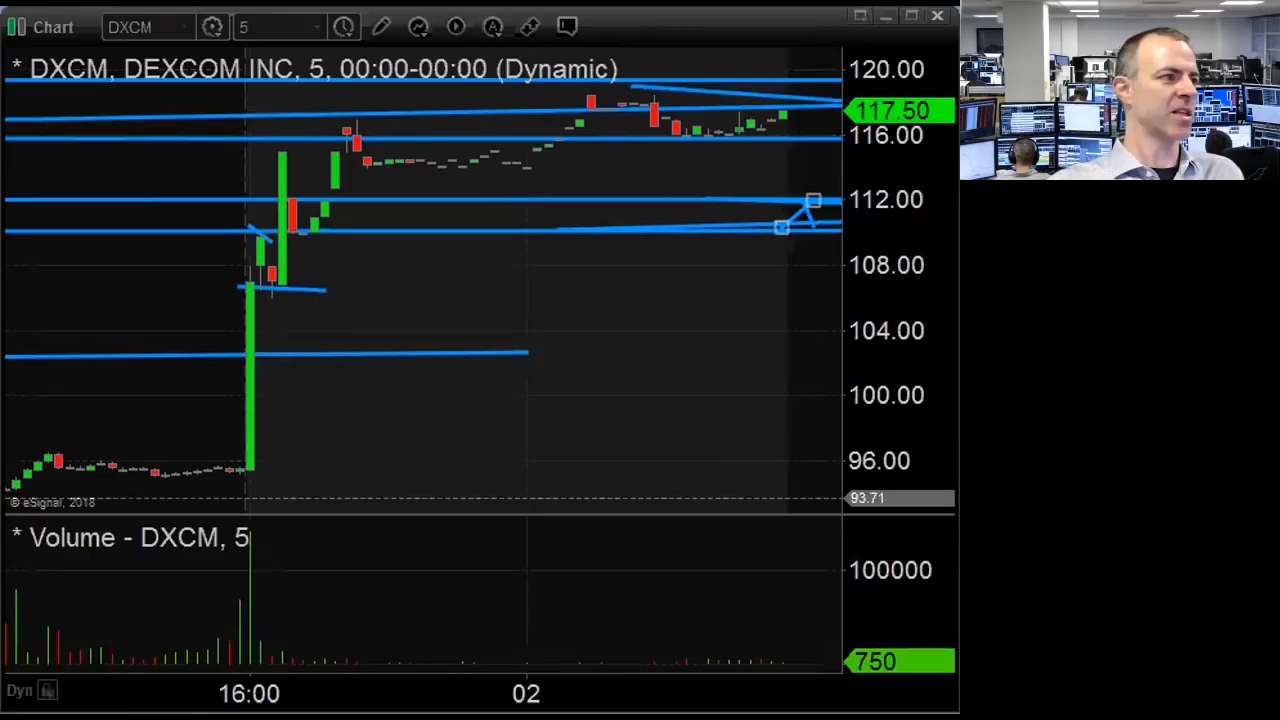 Chart DXCM 5
* DXCM, DEXCOM INC, 5, 00:00-00:00 (Dynamic)
120.00
117.50
116.00
112.00
108.00
104.00
100.00
96.00
93.71
© eSignal, 2018
* Volume - DXCM, 5
100000
750
Dyn
16:00 02